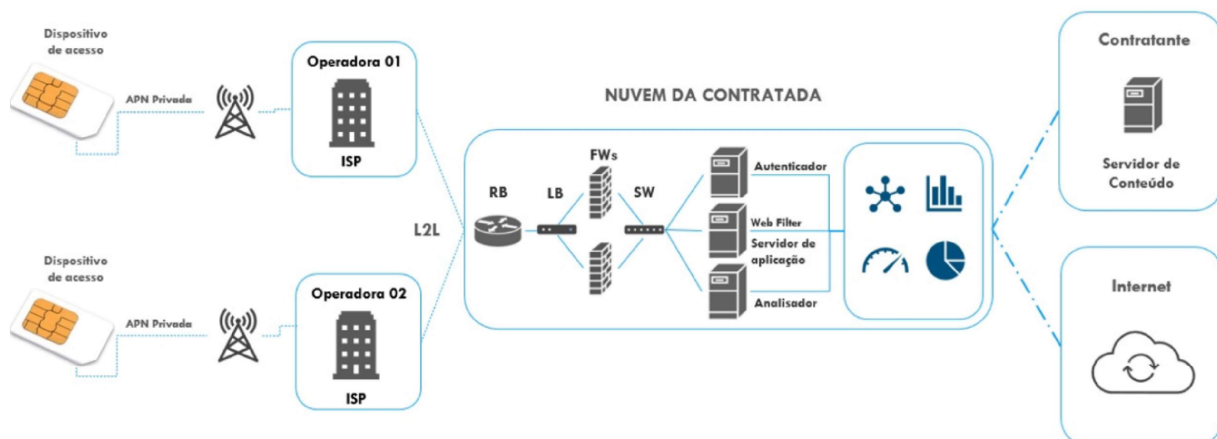 Dispositivo
de acesso
APN Privada
Operadora 01
ISP
Dispositivo
de acesso
APN Privada
Operadora 02
ISP
L2L
NUVEM DA CONTRATADA
RB
LB
FWs
SW
Autenticador
Web Filter
Servidor de
aplicação
Analisador
Contratante
Servidor de
Conteúdo
Internet